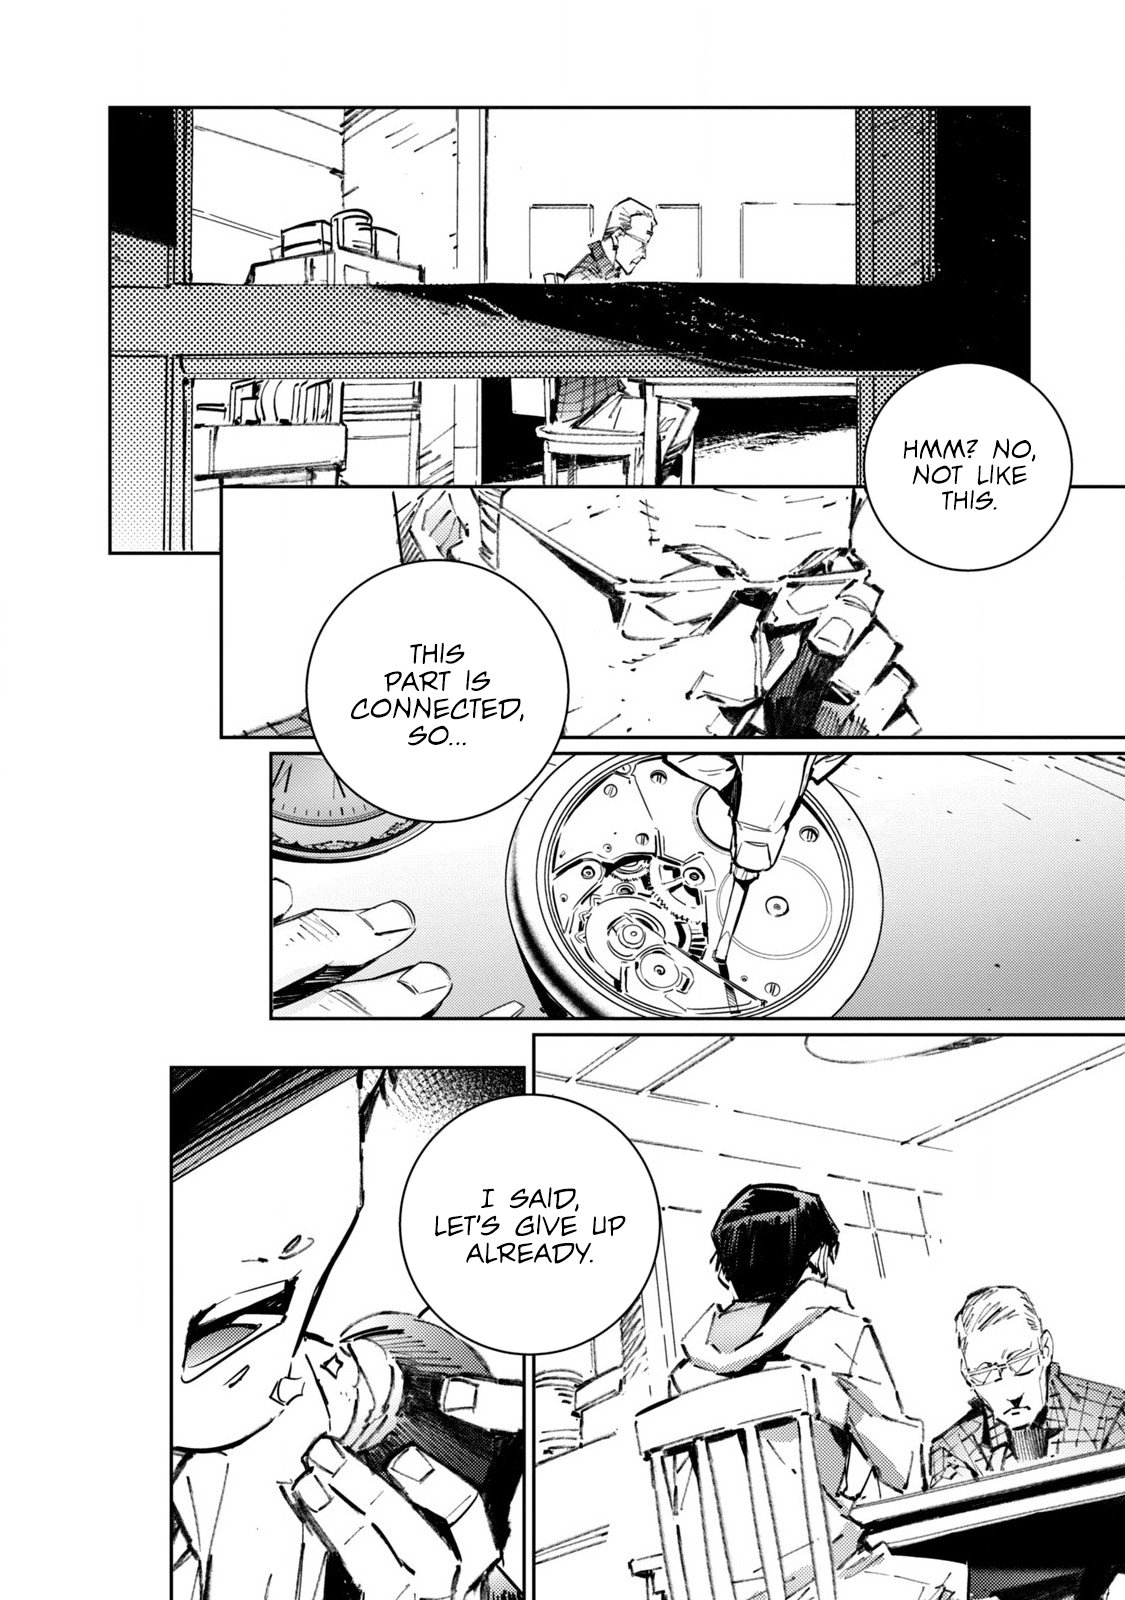 HMM? NO,
NOT LIKE
THIS.
THIS
PART IS
CONNECTED,
SO...
I SAID,
LET'S GIVE UP
ALREADY.